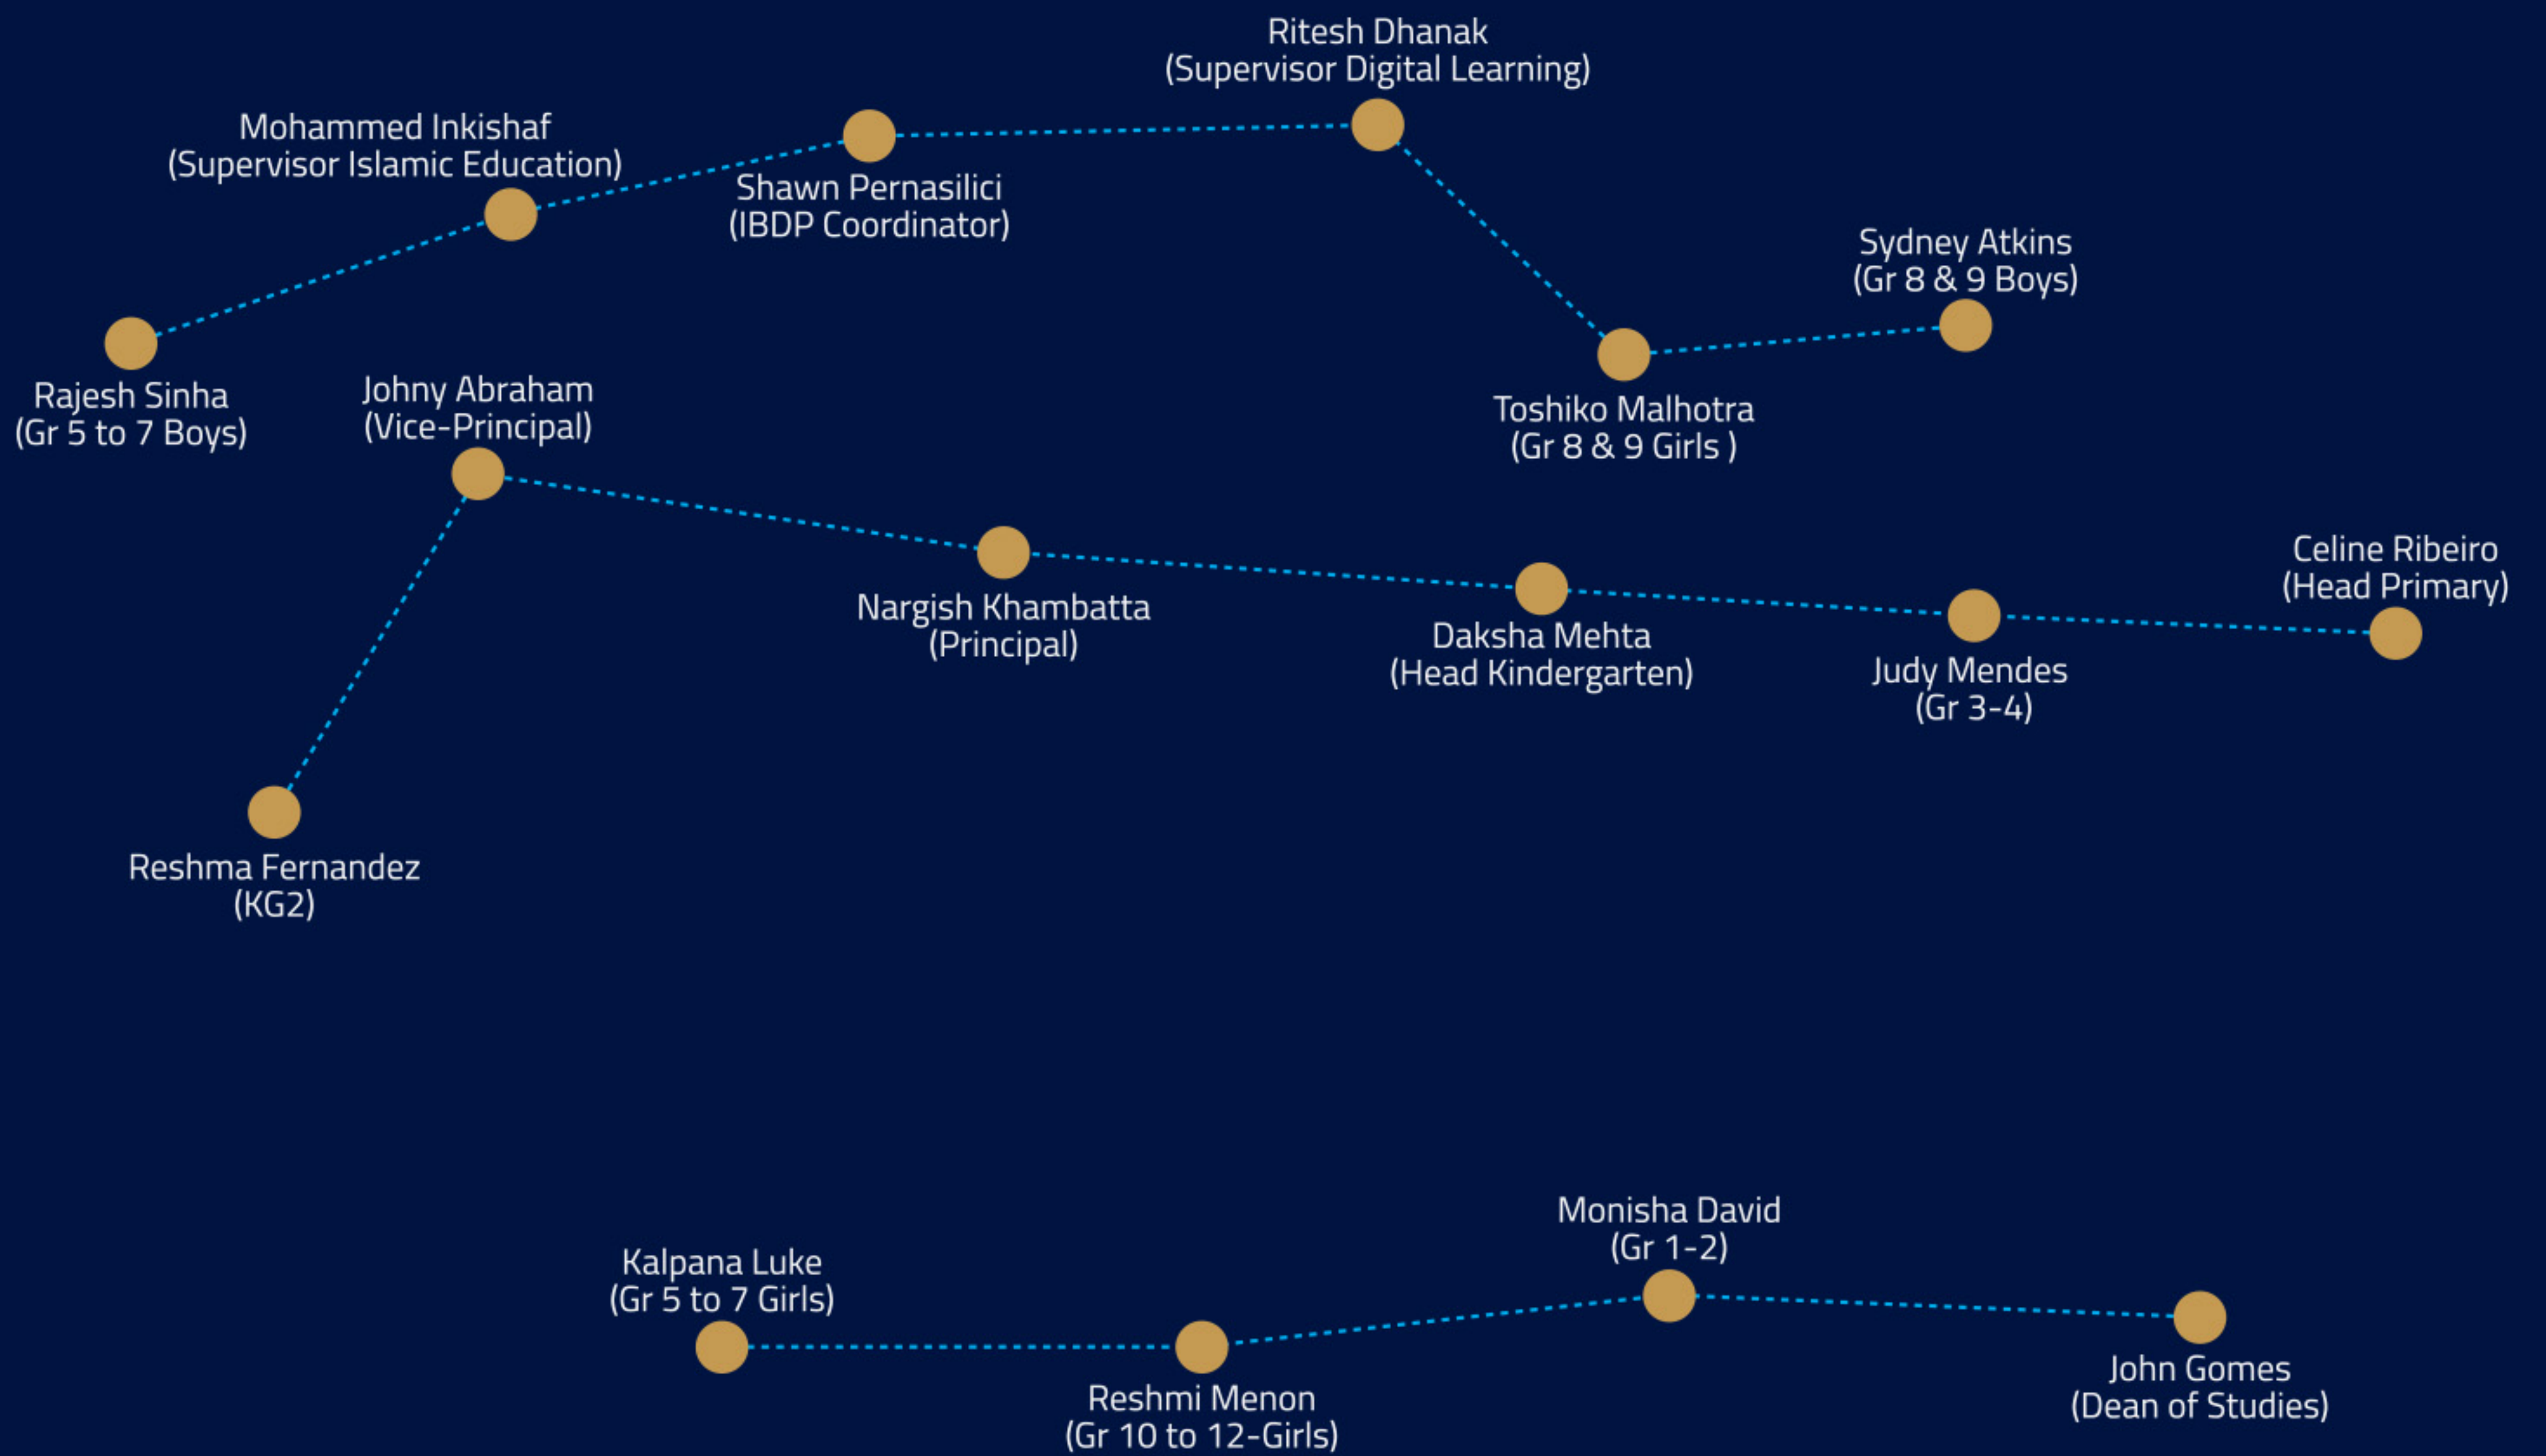 Ritesh Dhanak
(Supervisor Digital Learning)
Mohammed Inkishaf
(Supervisor Islamic Education)
Shawn Pernasilici
(IBDP Coordinator)
Sydney Atkins
(Gr 8 & 9 Boys)
Rajesh Sinha
(Gr 5 to 7 Boys)
Johny Abraham
(Vice-Principal)
Toshiko Malhotra
(Gr 8 & 9 Girls )
Nargish Khambatta
(Principal)
Daksha Mehta
(Head Kindergarten)
Judy Mendes
(Gr 3-4)
Celine Ribeiro
(Head Primary)
Reshma Fernandez
(KG2)
Kalpana Luke
(Gr 5 to 7 Girls)
Reshmi Menon
(Gr 10 to 12-Girls)
Monisha David
(Gr 1-2)
John Gomes
(Dean of Studies)